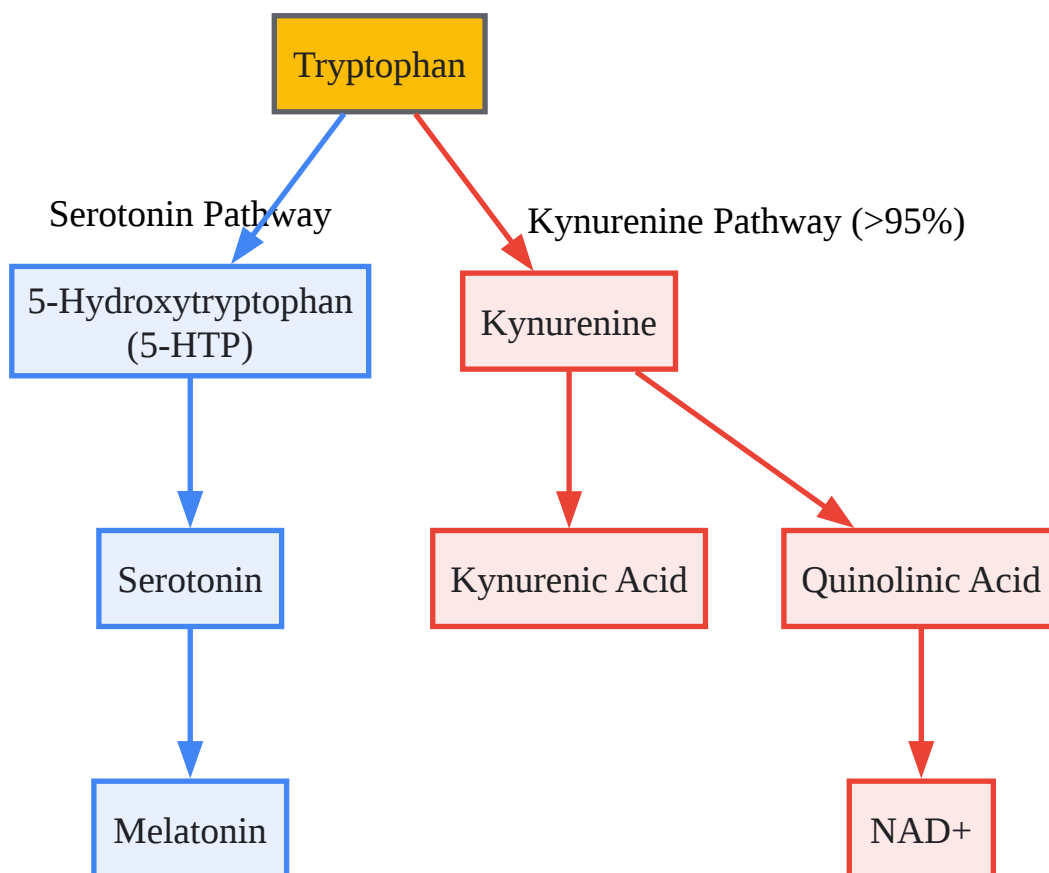 Tryptophan
Serotonin Pathway
Kynurenine Pathway (>95%)
5-Hydroxytryptophan
(5-HTP)
Kynurenine
Serotonin
Kynurenic Acid
Quinolinic Acid
Melatonin
NAD+